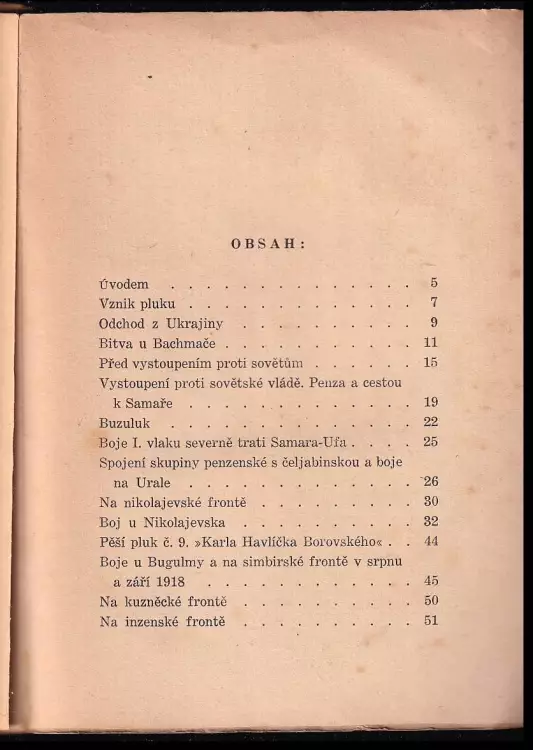 OBSAH:
Úvodem . . . . . . . . . . . . . . 5
Vznik pluku . . . . . . . . . . . . . 7
Odchod z Ukrajiny . . . . . . . . . . 9
Bitva u Bachmače . . . . . . . . . . . 11
Před vystoupením proti sovětům . . . . . . 15
Vystoupení proti sovětské vládě. Penza a cestou
k Samaře . . . . . . . . . . . . . 19
Buzuluk . . . . . . . . . . . . . . 22
Boje I. vlaku severně trati Samara-Ufa . . . . 25
Spojení skupiny penzenské s čeljabinskou a boje
na Urale . . . . . . . . . . . . . 26
Na nikolajevské frontě . . . . . . . . . 30
Boj u Nikolajevska . . . . . . . . . . 32
Pěší pluk č. 9. »Karla Havlíčka Borovského« . . 44
Boje u Bugulmy a na simbirské frontě v srpnu
a září 1918 . . . . . . . . . . . . 45
Na kuzněcké frontě . . . . . . . . . . 50
Na inzenské frontě . . . . . . . . . . 51